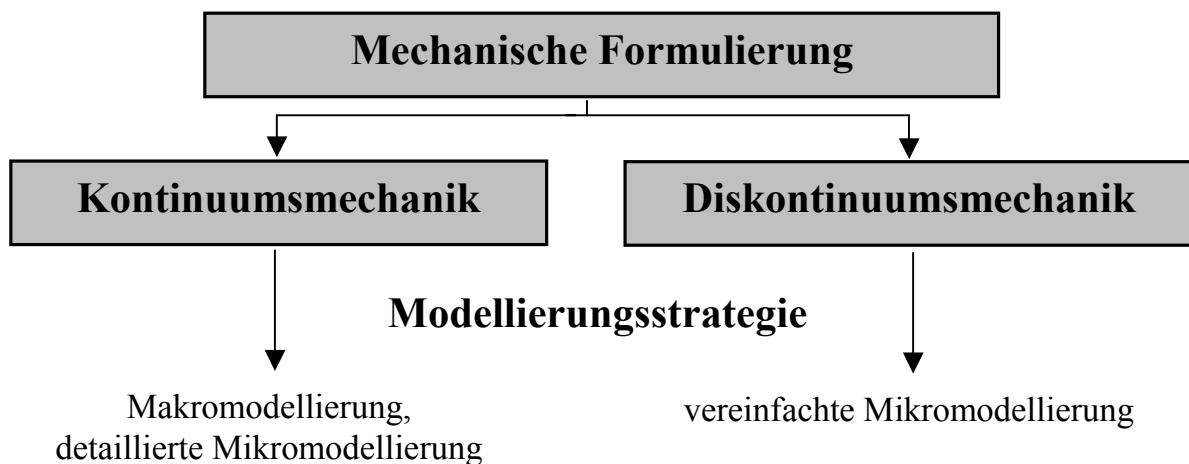 Mechanische Formulierung
Kontinuumsmechanik
Diskontinuumsmechanik
Modellierungsstrategie
Makromodellierung,
detaillierte Mikromodellierung
vereinfachte Mikromodellierung